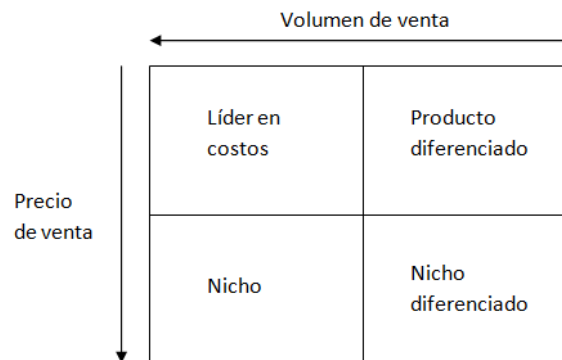 Volumen de venta
Líder en
costos
Producto
diferenciado
Precio
de venta
Nicho
Nicho
diferenciado